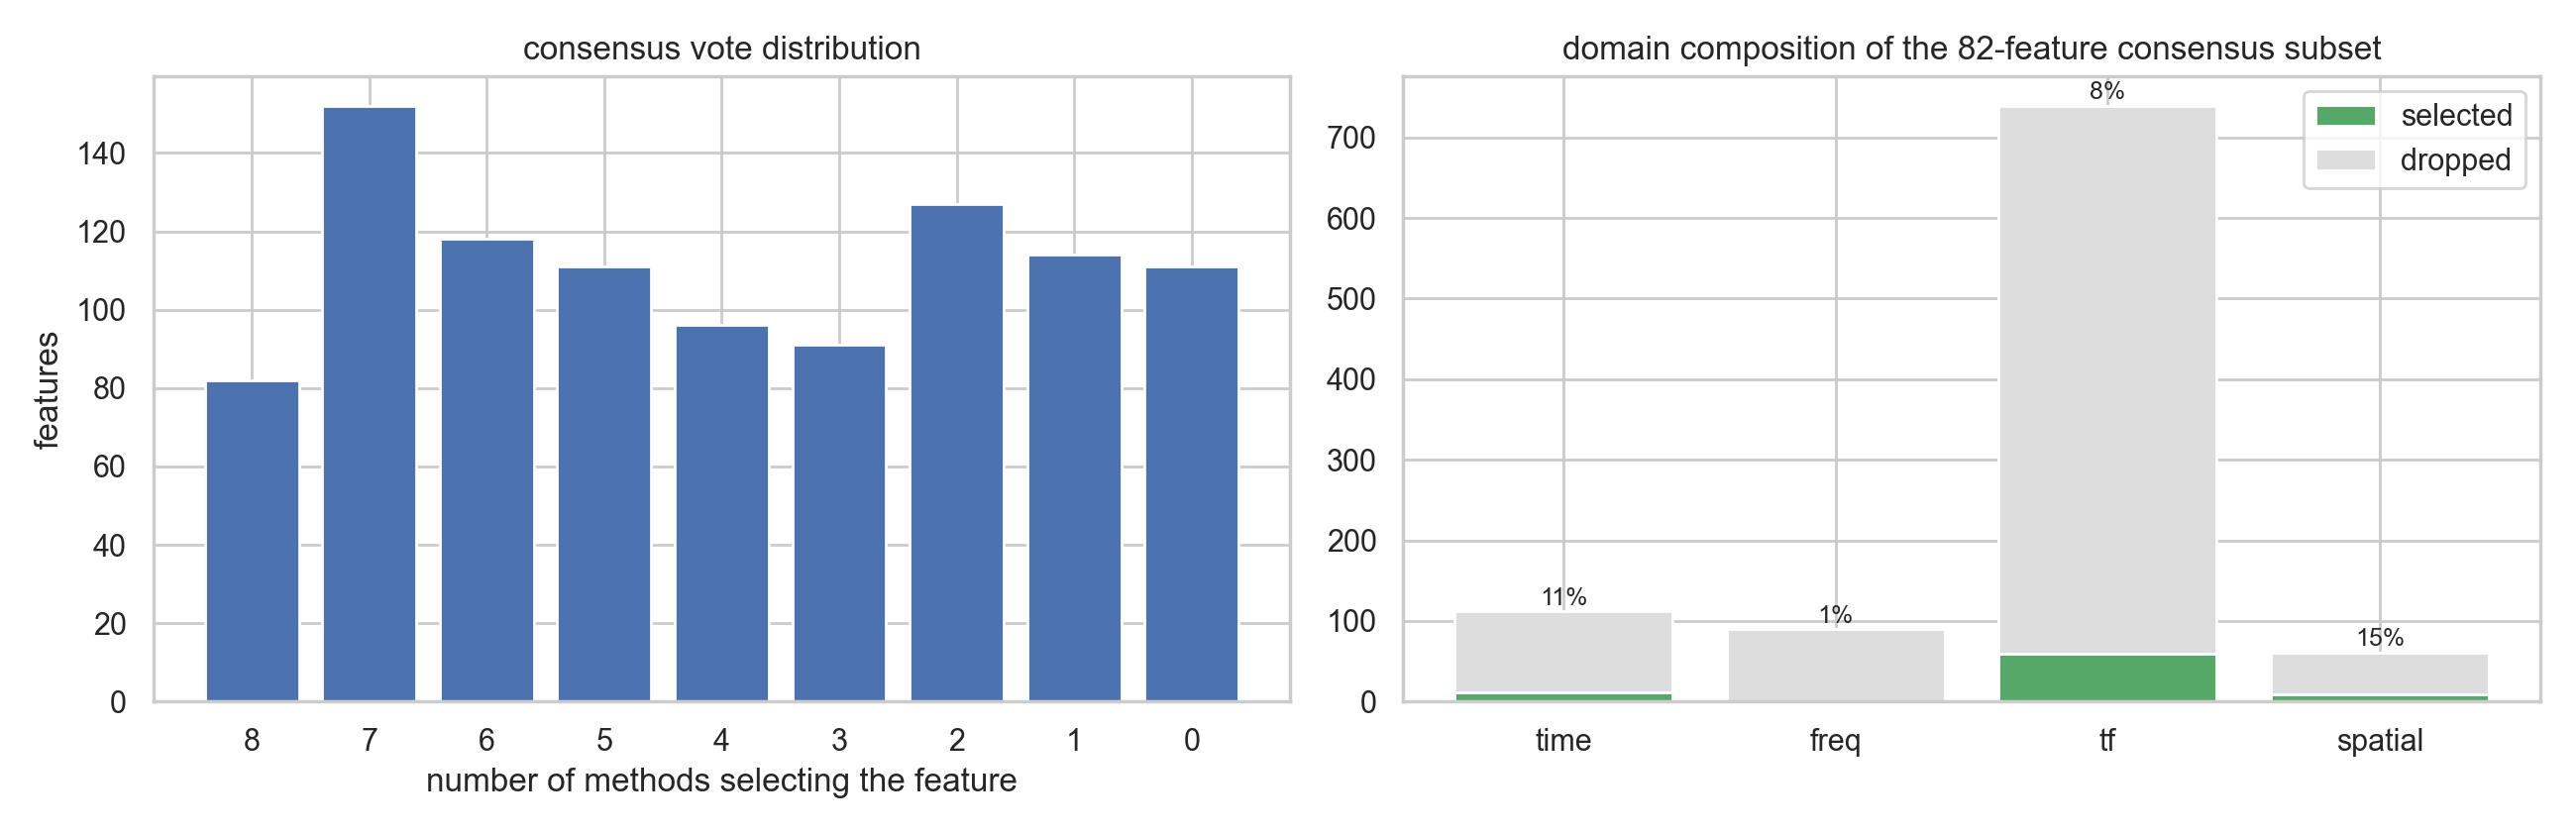 consensus vote distribution
features
140
120
100
80
60
40
20
0
8 7 6 5 4 3 2 1 0
number of methods selecting the feature
domain composition of the 82-feature consensus subset
selected
dropped
700
600
500
400
300
200
100
0
11% 1% 8% 15%
time freq tf spatial